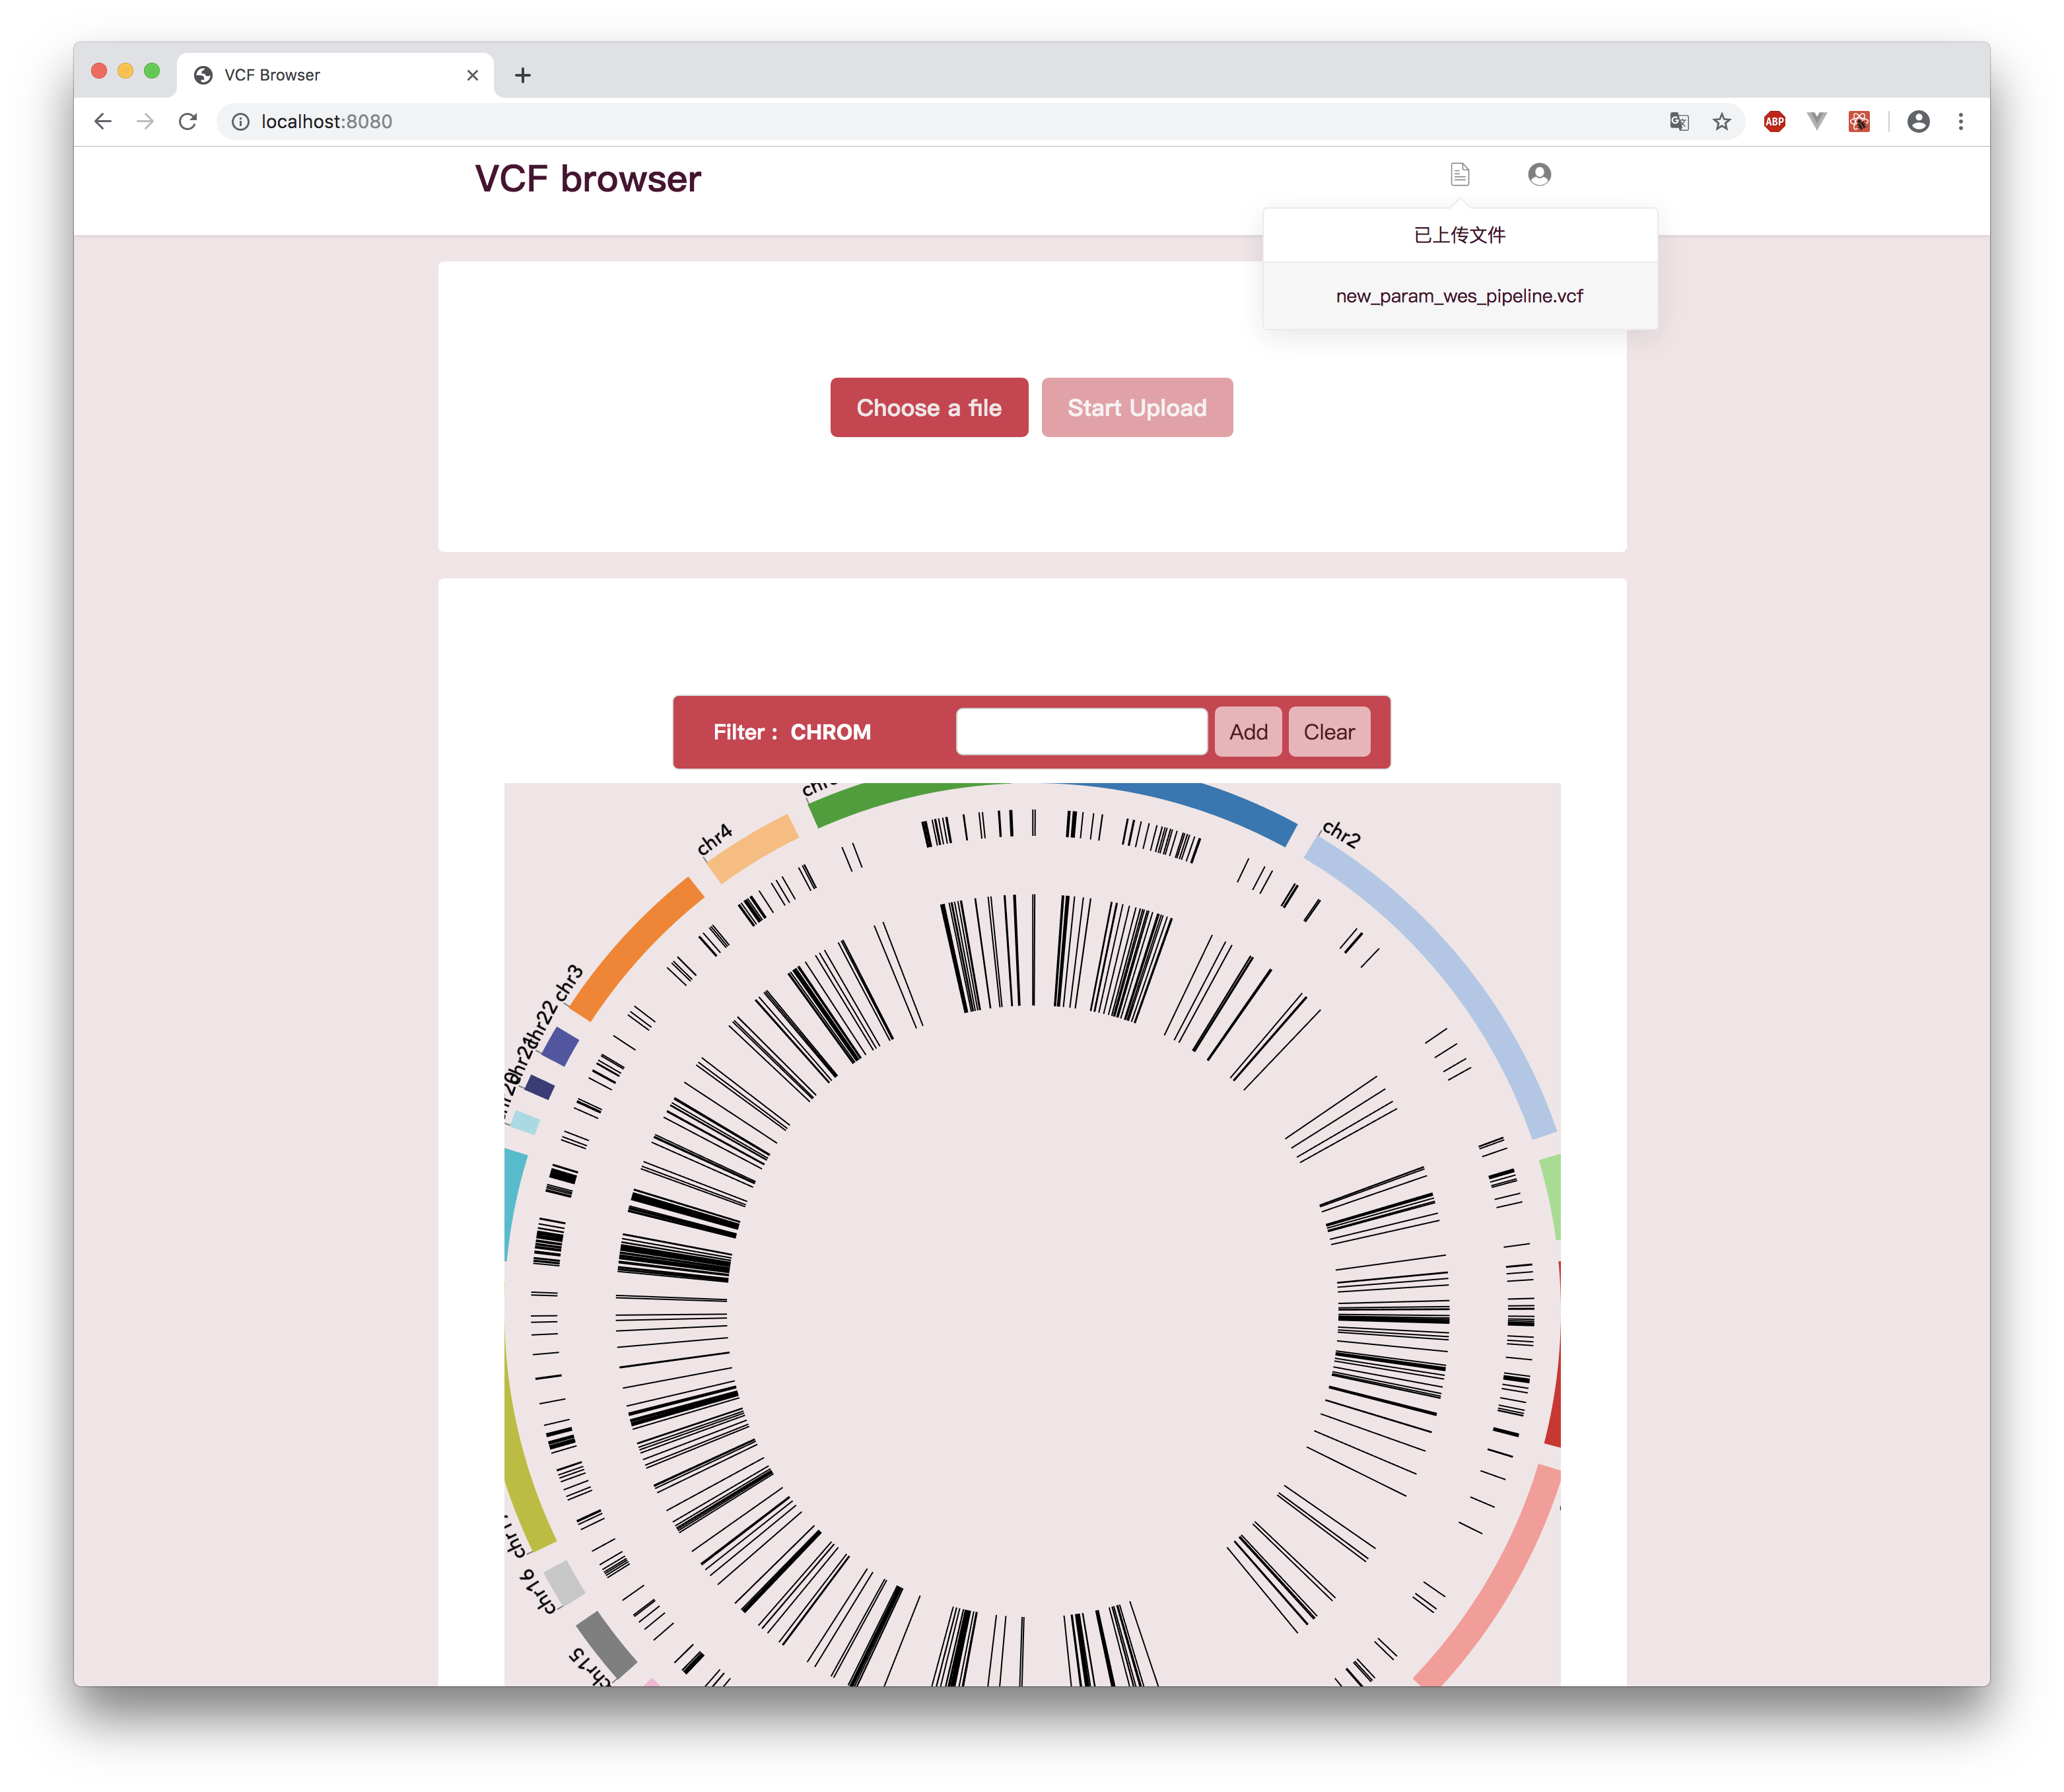 VCF Browser
localhost:8080
ABP
VCF browser
已上传文件
new_param_wes_pipeline.vcf
Choose a file
Start Upload
Filter : CHROM
Add
Clear
chr2
chr4
chr3
chr22
chr21
chr16
chr15